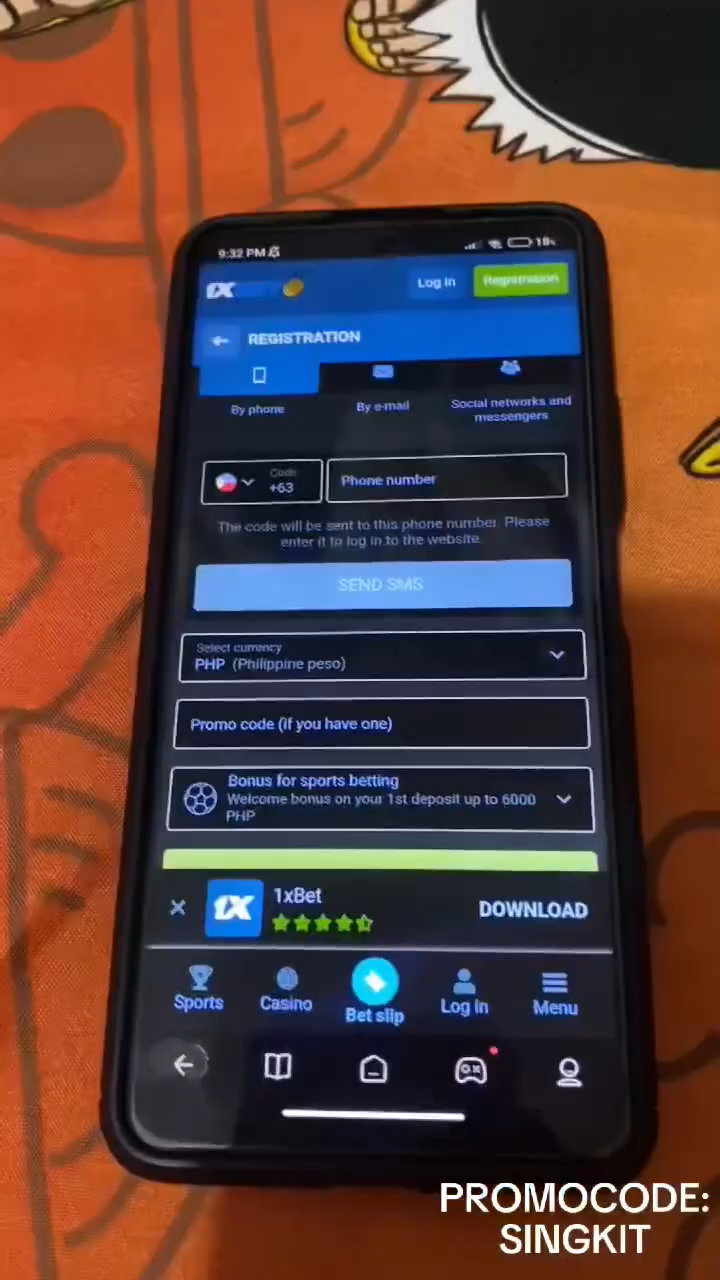 9:32 PM
18%
1X
Log in
Registration
REGISTRATION
By phone
By e-mail
Social networks and
messengers
Code
+63
Phone number
The code will be sent to this phone number. Please
enter it to log in to the website.
SEND SMS
Select currency
PHP (Philippine peso)
Promo code (if you have one)
Bonus for sports betting
Welcome bonus on your 1st deposit up to 6000
PHP
1X
1xBet
DOWNLOAD
Sports
Casino
Bet slip
Log in
Menu
PROMOCODE:
SINGKIT